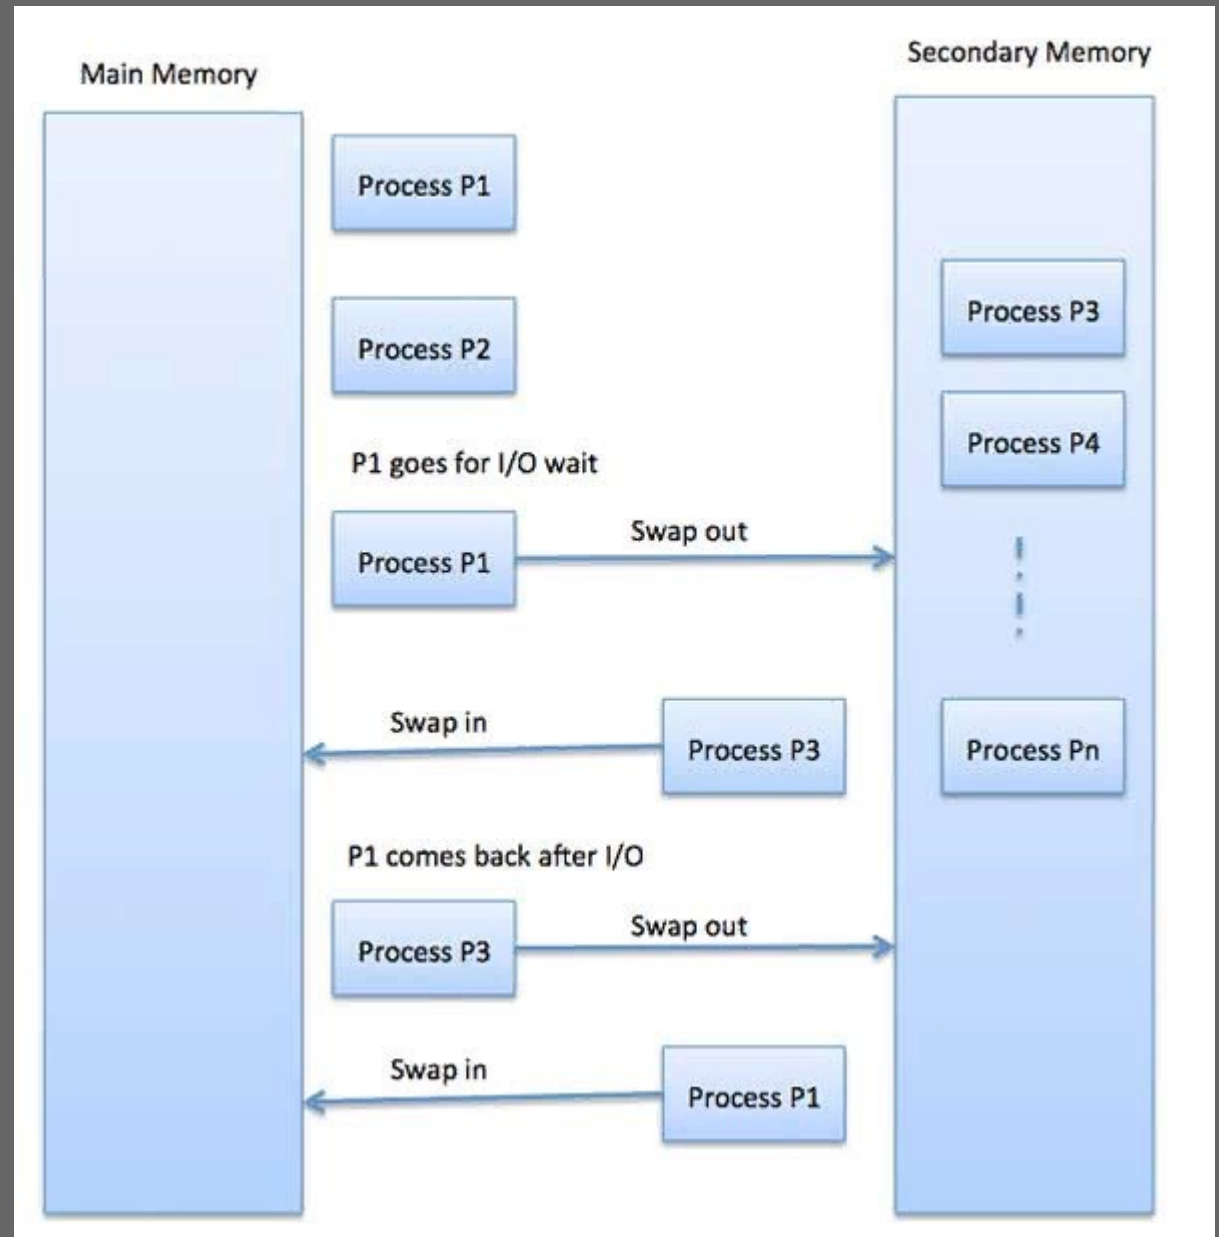 Main Memory
Secondary Memory
Process P1
Process P3
Process P2
Process P4
P1 goes for I/O wait
Swap out
Process P1
Swap in
Process P3
Process Pn
P1 comes back after I/O
Swap out
Process P3
Swap in
Process P1